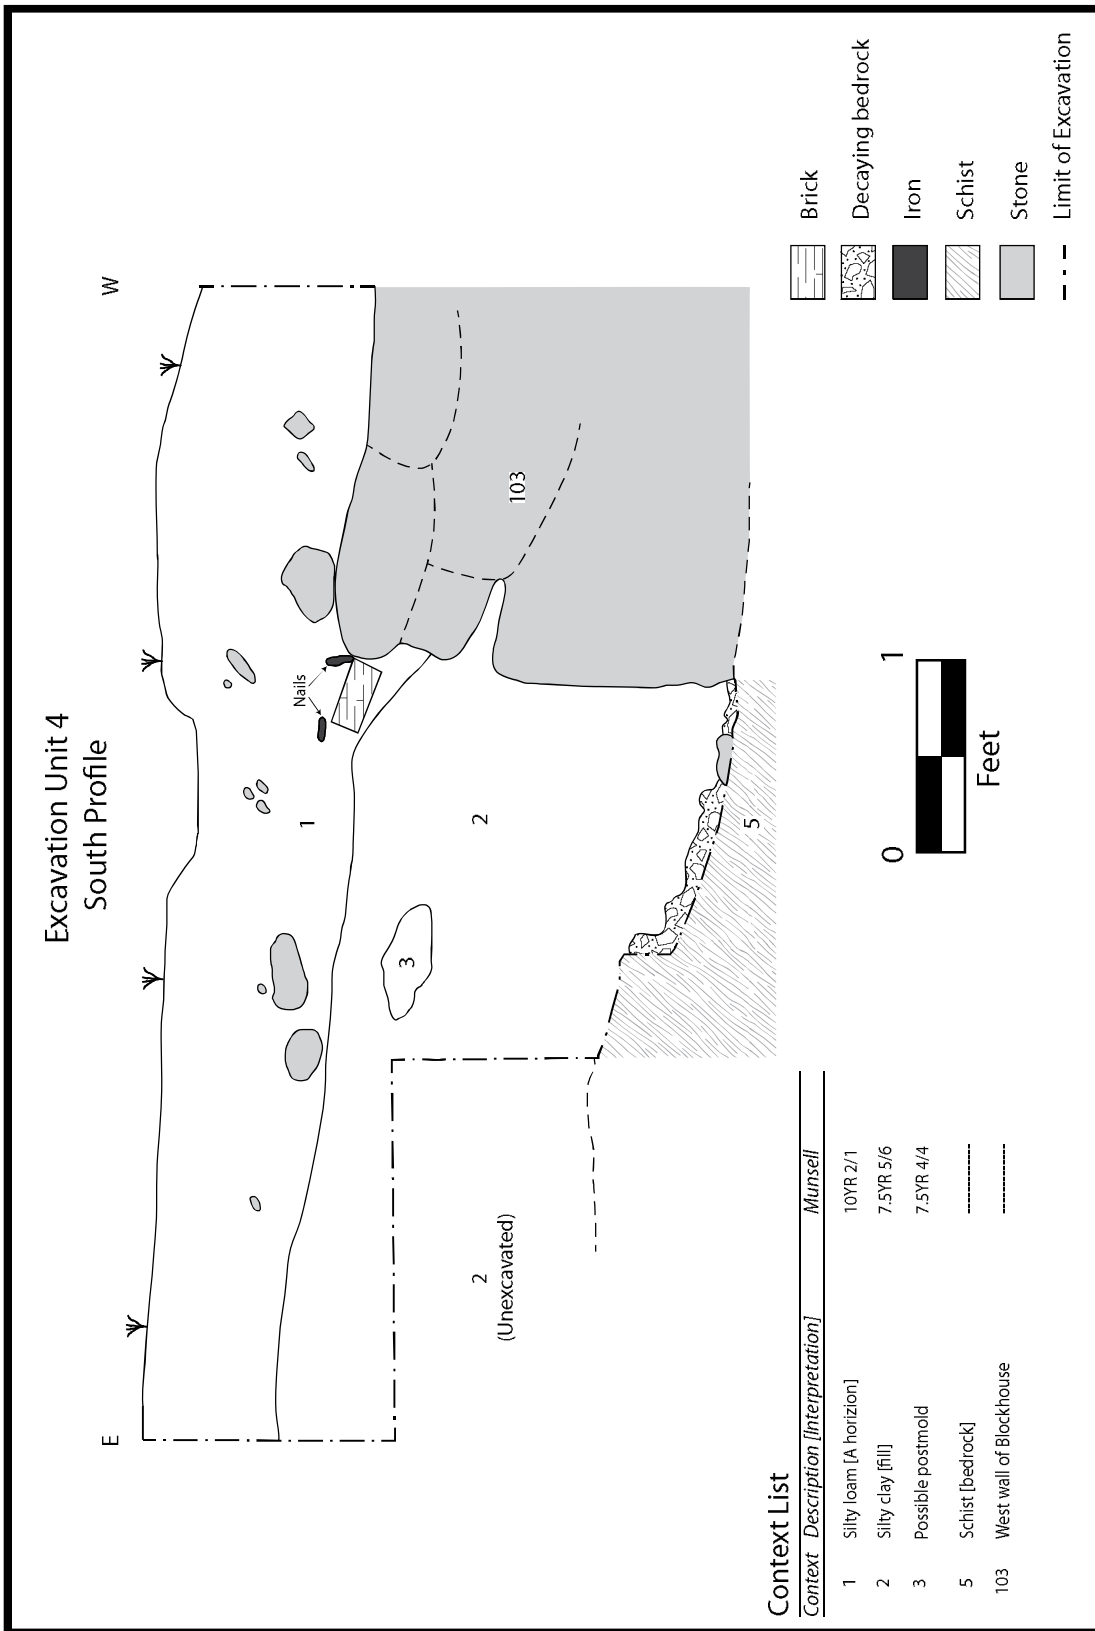 Excavation Unit 4
South Profile
E
W
Nails
1
2
3
103
5
2
(Unexcavated)
Context List
Context Description [Interpretation] Munsell
1 Silty loam [A horizion] 10YR 2/1
2 Silty clay [fill] 7.5YR 5/6
3 Possible postmold 7.5YR 4/4
5 Schist [bedrock] ----------
103 West wall of Blockhouse ----------
0 1
Feet
Brick
Decaying bedrock
Iron
Schist
Stone
Limit of Excavation